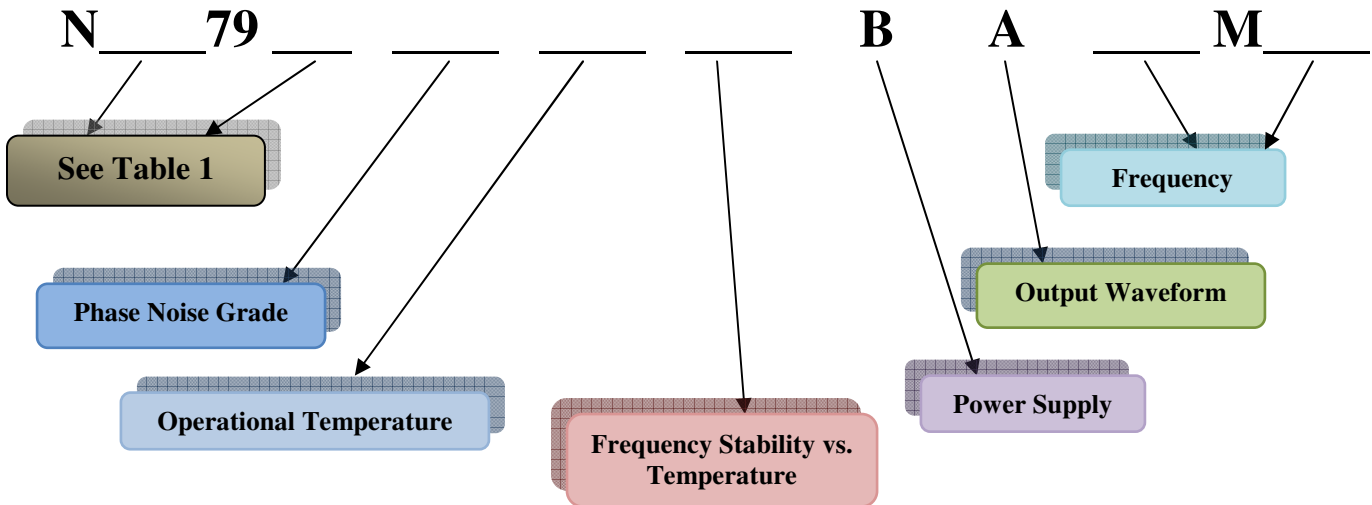 N____79 ___ ____ ____ ____ B A ____ M____
See Table 1
Frequency
Phase Noise Grade
Output Waveform
Operational Temperature
Power Supply
Frequency Stability vs.
Temperature